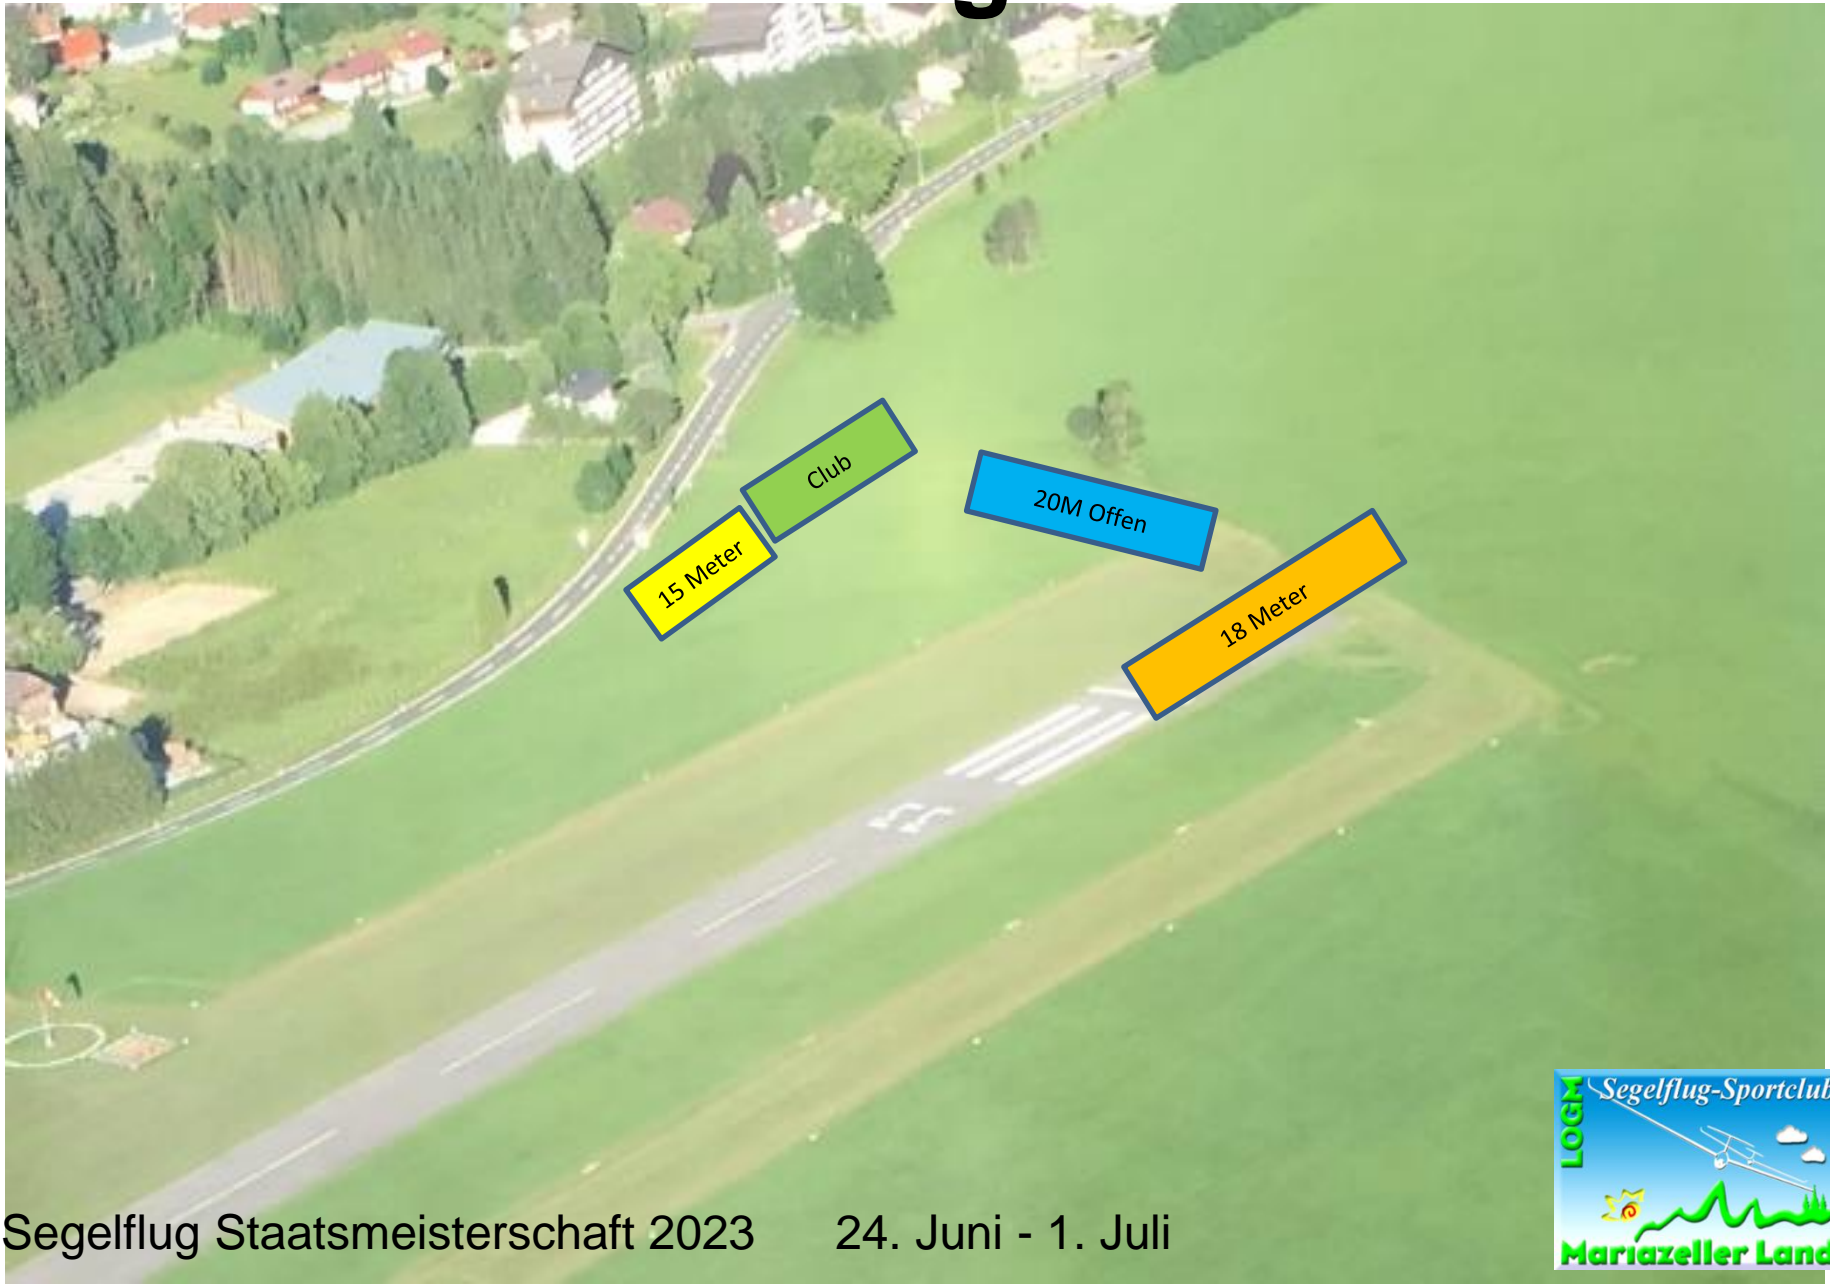 g
Club
20M Offen
15 Meter
18 Meter
LOGM
Segelflug-Sportclub
Mariazeller Land
Segelflug Staatsmeisterschaft 2023 24. Juni - 1. Juli